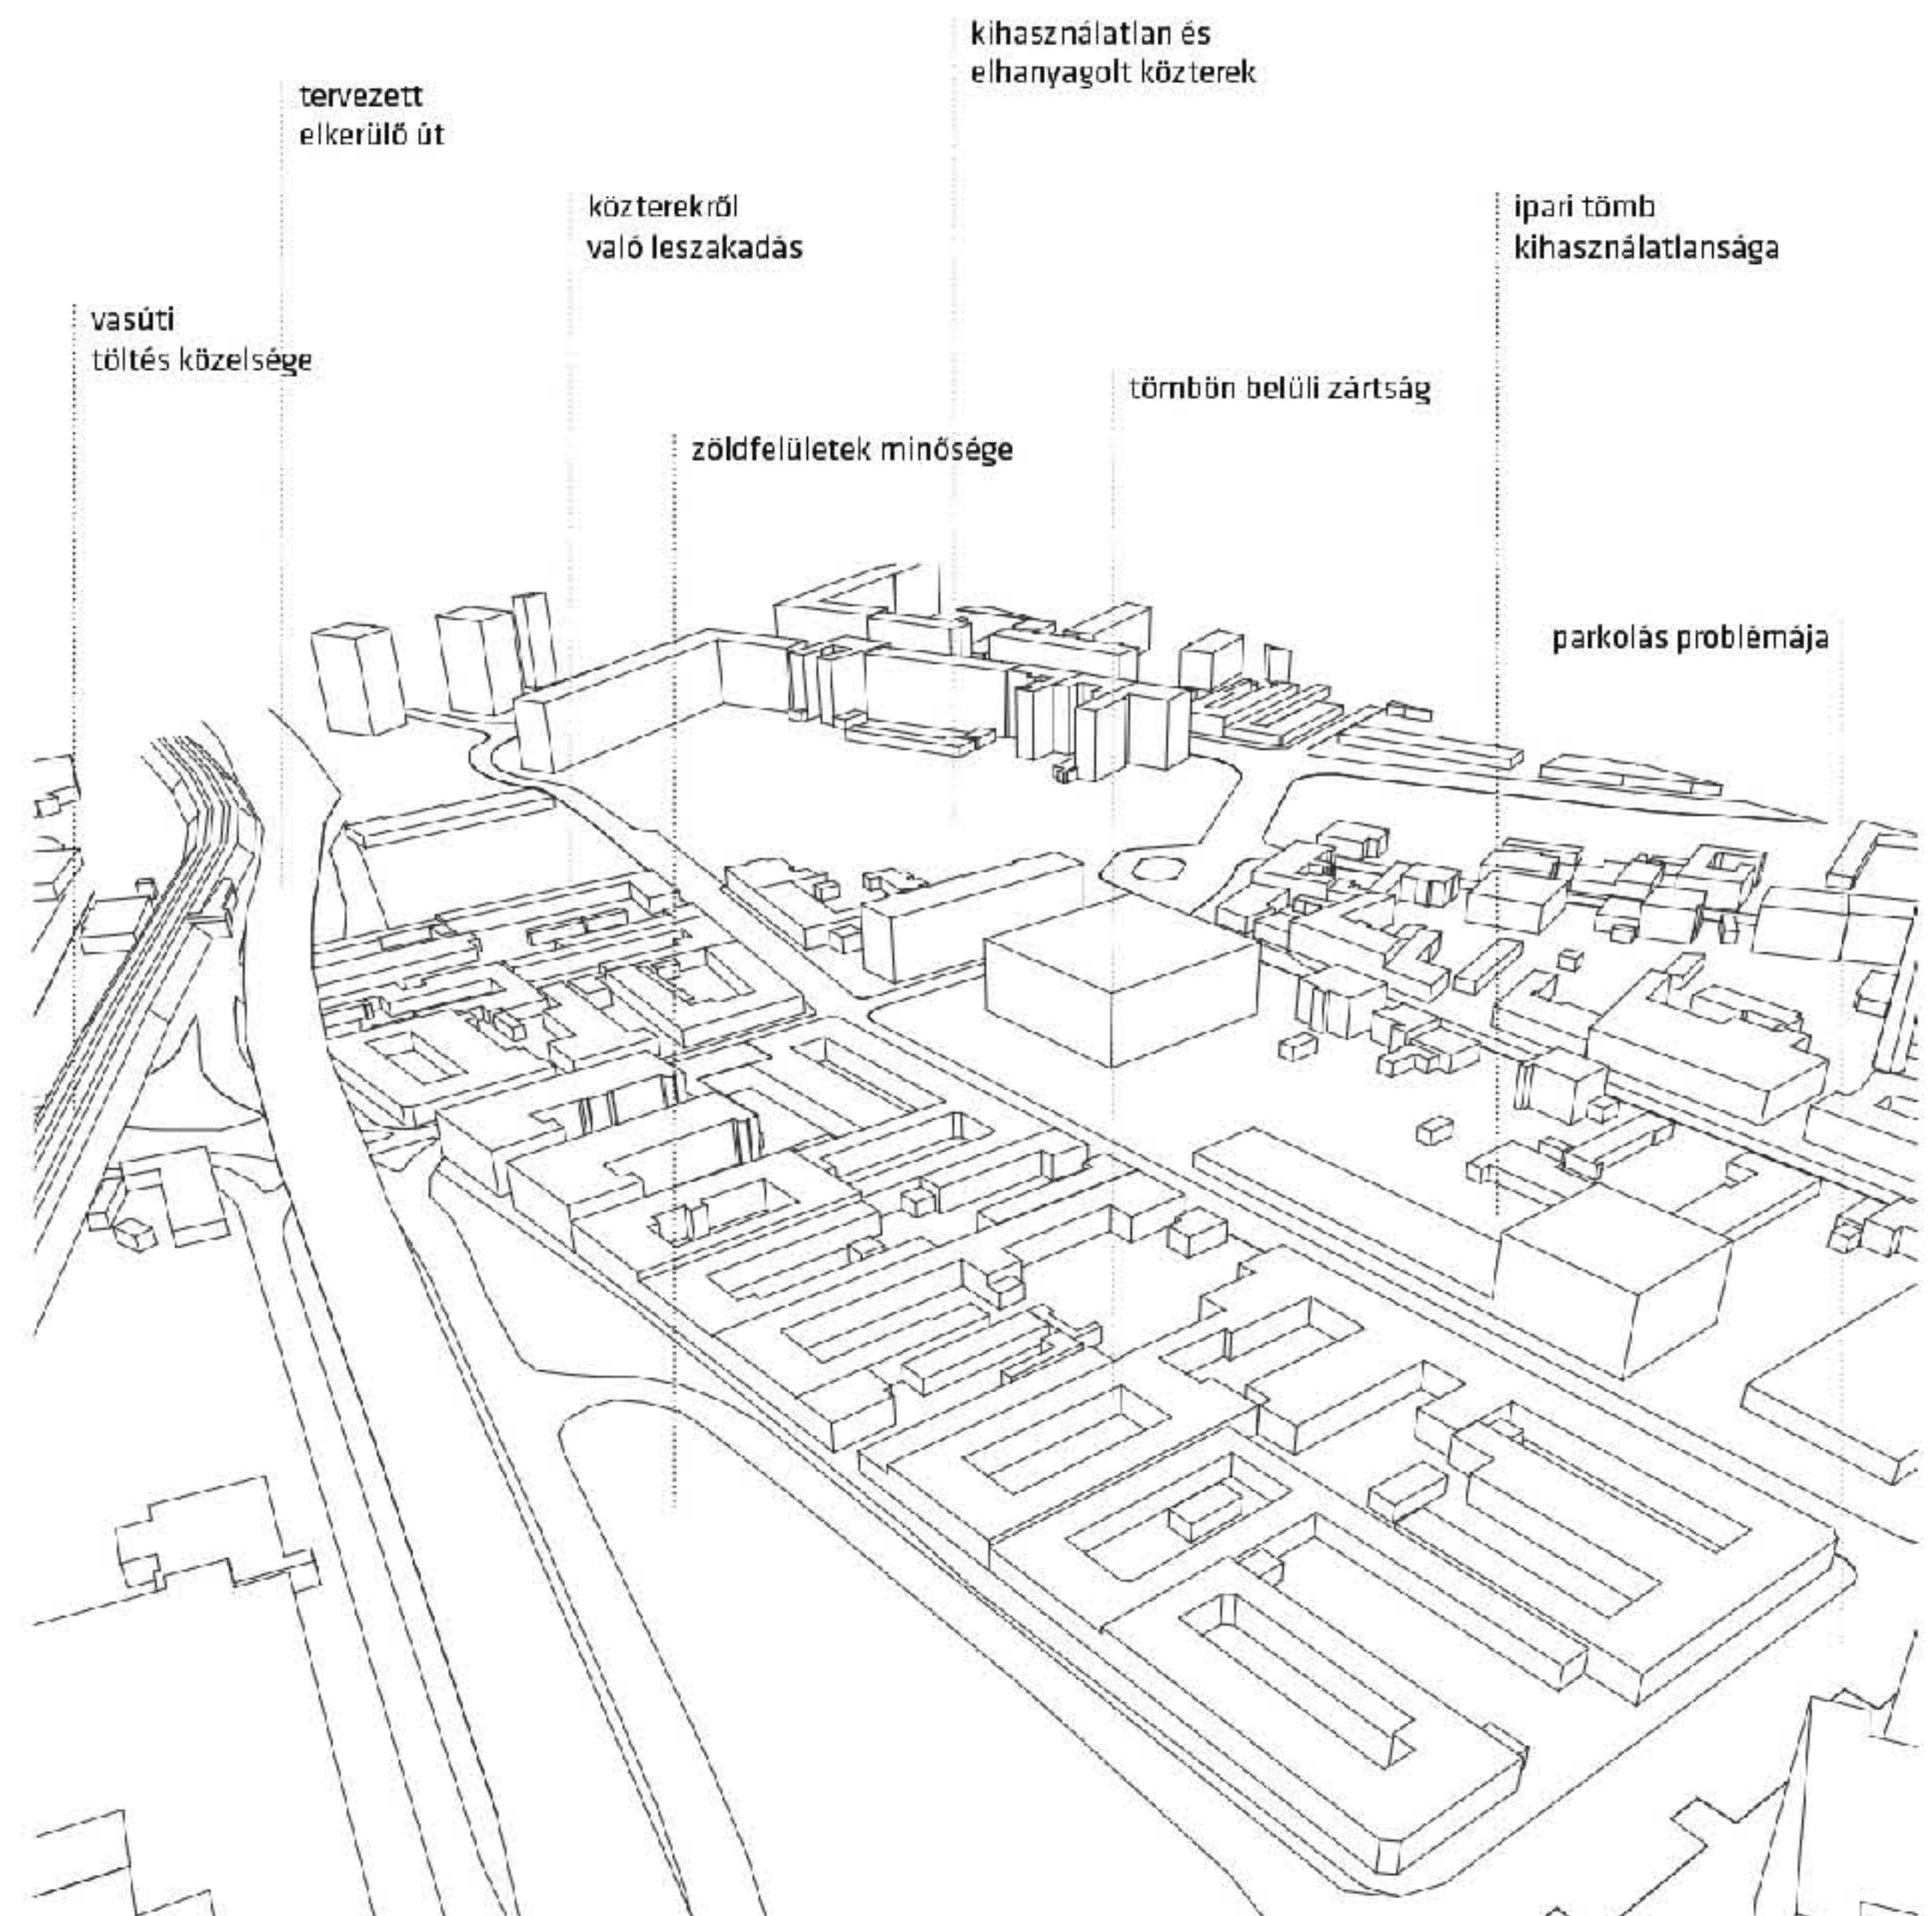 kihasználatlan és
elhanyagolt közterek
tervezett
elkerülő út
közterekről
való leszakadás
ipari tömb
kihasználatlansága
vasúti
töltés közelsége
tömbön belüli zártság
zöldfelületek minősége
parkolás problémája